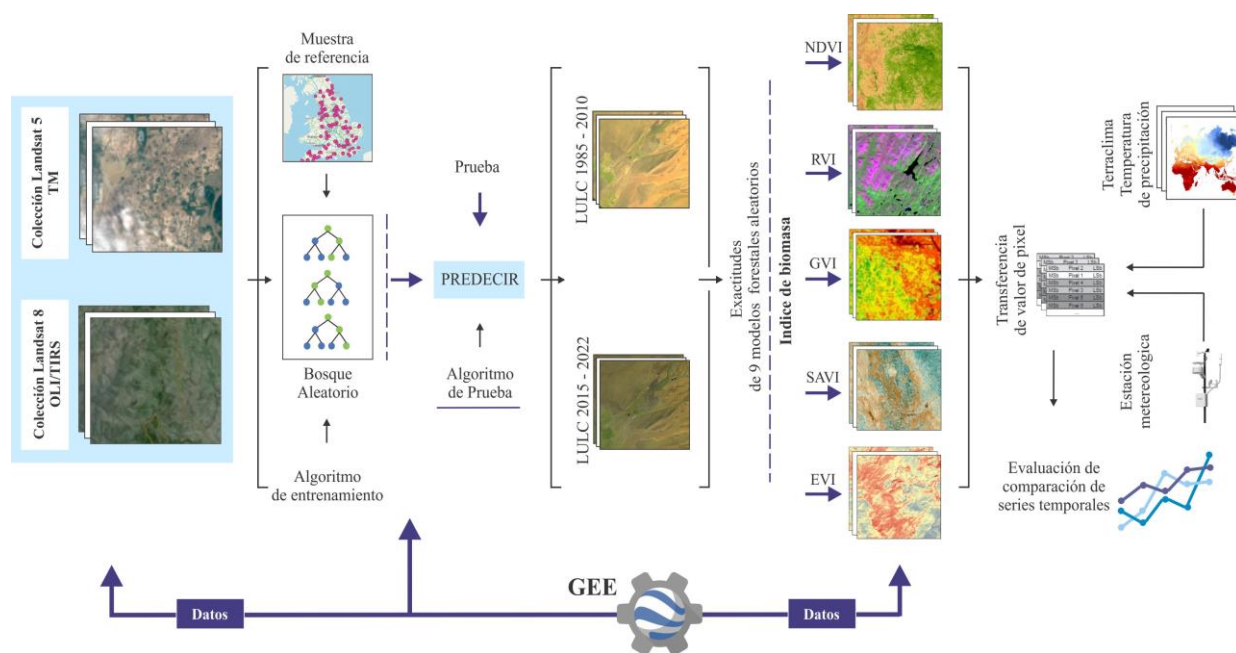 Colección Landsat 5
TM
Colección Landsat 8
OLI/TIRS
Muestra
de referencia
Bosque
Aleatorio
Algoritmo
de entrenamiento
Prueba
PREDECIR
Algoritmo
de Prueba
LULC 1985 - 2010
LULC 2015 - 2022
Exactitudes
de 9 modelos forestales aleatorios
Indice de biomasa
NDVI
RVI
GVI
SAVI
EVI
Transferencia
de valor de pixel
Terraclima
Temperatura
de precipitación
Estación
metereologica
Evaluación de
comparación de
series temporales
GEE
Datos
Datos